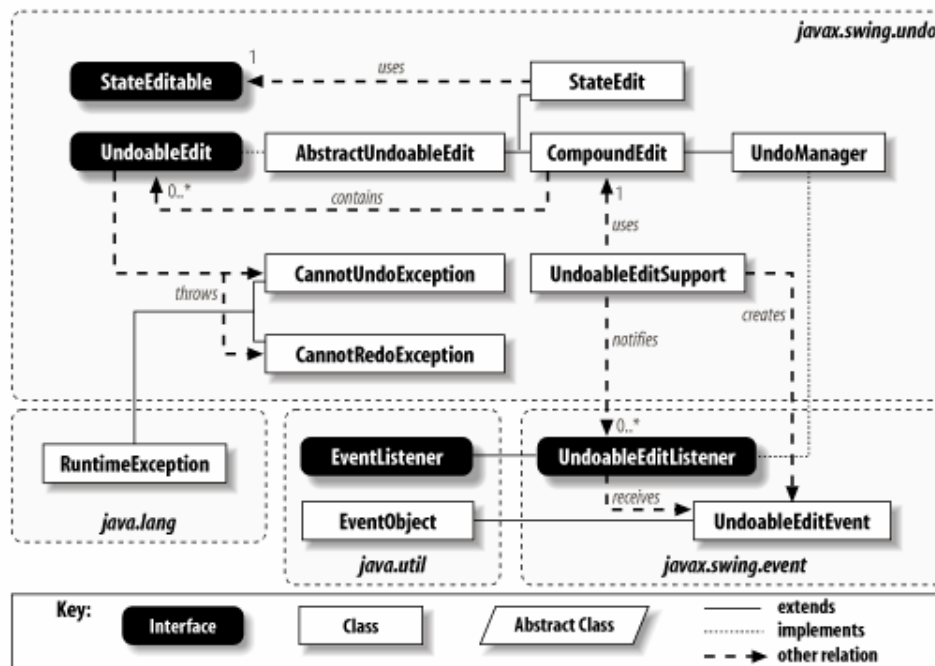 javax.swing.undo
1
StateEditable
uses
StateEdit
UndoableEdit
AbstractUndoableEdit
CompoundEdit
UndoManager
0..*
contains
1
uses
CannotUndoException
UndoableEditSupport
throws
creates
notifies
CannotRedoException
0..*
RuntimeException
EventListener
UndoableEditListener
receives
java.lang
EventObject
UndoableEditEvent
java.util
javax.swing.event
Key:
Interface
Class
Abstract Class
extends
implements
other relation